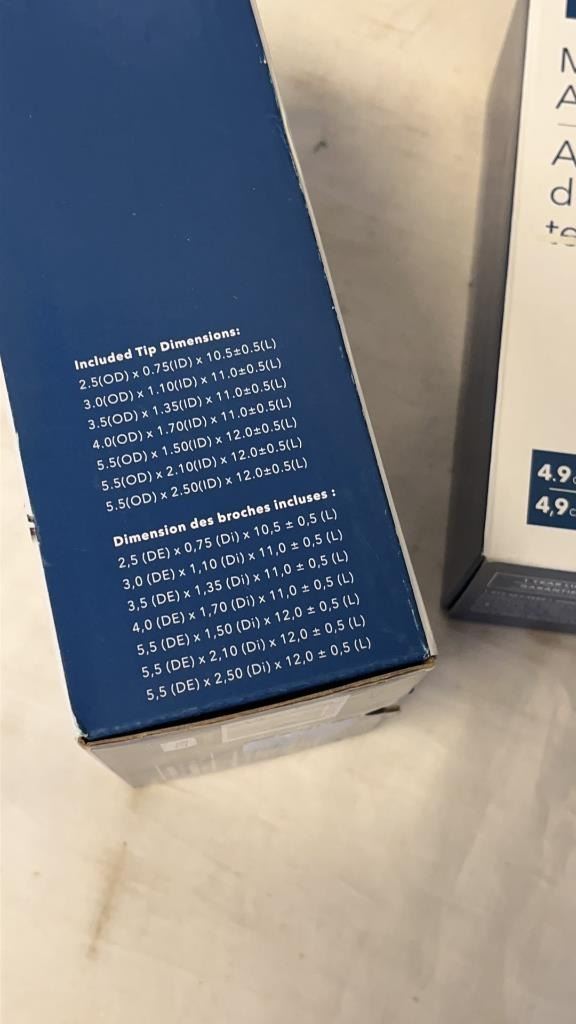 Included Tip Dimensions:
2.5(OD) x 0.75(ID) x 10.5±0.5(L)
3.0(OD) x 1.10(ID) x 11.0±0.5(L)
3.5(OD) x 1.35(ID) x 11.0±0.5(L)
4.0(OD) x 1.70(ID) x 11.0±0.5(L)
5.5(OD) x 1.50(ID) x 12.0±0.5(L)
5.5(OD) x 2.10(ID) x 12.0±0.5(L)
5.5(OD) x 2.50(ID) x 12.0±0.5(L)
Dimension des broches incluses :
2,5 (DE) x 0,75 (Di) x 10,5 ± 0,5 (L)
3,0 (DE) x 1,10 (Di) x 11,0 ± 0,5 (L)
3,5 (DE) x 1,35 (Di) x 11,0 ± 0,5 (L)
4,0 (DE) x 1,70 (Di) x 11,0 ± 0,5 (L)
5,5 (DE) x 1,50 (Di) x 12,0 ± 0,5 (L)
5,5 (DE) x 2,10 (Di) x 12,0 ± 0,5 (L)
5,5 (DE) x 2,50 (Di) x 12,0 ± 0,5 (L)
A
A
d
4.9
4,9